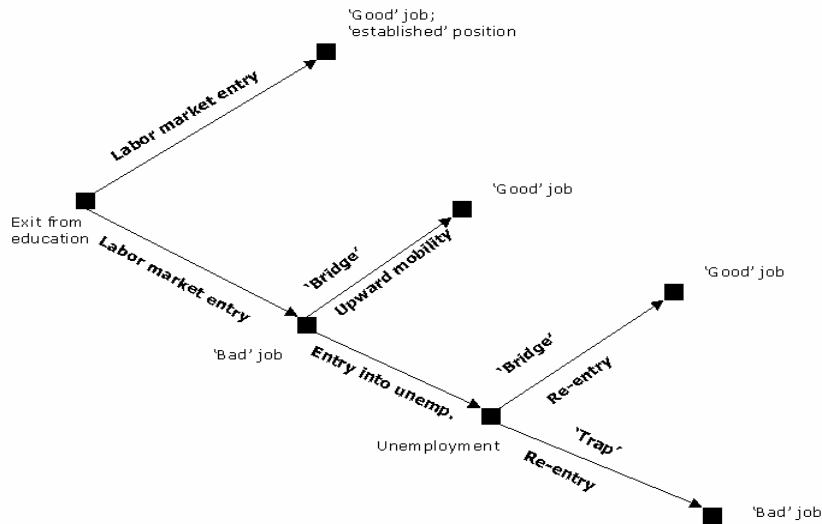 ‘Good’ job;
‘established’ position
Labor market entry
‘Good’ job
Exit from
education
Labor market entry
‘Bridge’
Upward mobility
‘Good’ job
‘Bad’ job
Entry into unemp.
‘Bridge’
Re-entry
Unemployment
‘Trap’
Re-entry
‘Bad’ job